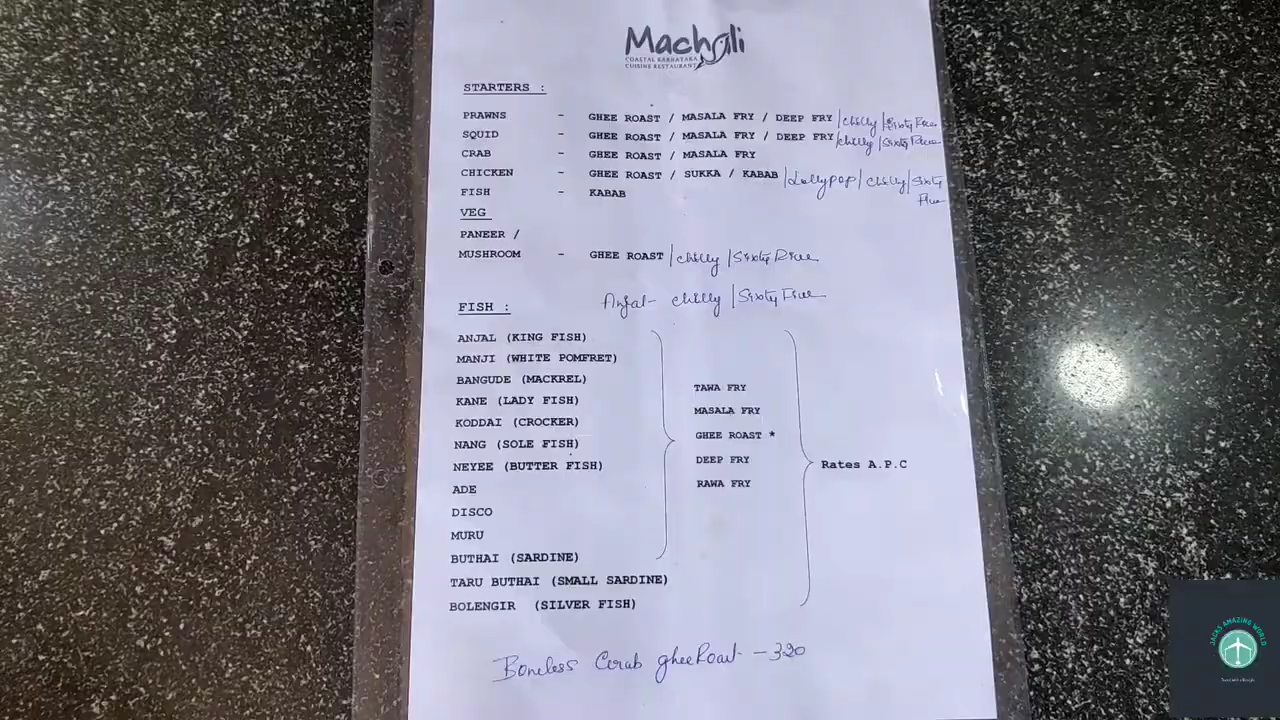 Machali
COASTAL KARNATAKA
CUISINE RESTAURANT
STARTERS :
PRAWNS - GHEE ROAST / MASALA FRY / DEEP FRY / chilly / Sixty Five
SQUID - GHEE ROAST / MASALA FRY / DEEP FRY / chilly / Sixty Five
CRAB - GHEE ROAST / MASALA FRY
CHICKEN - GHEE ROAST / SUKKA / KABAB / Lollypop / chilly / Sixty Five
FISH - KABAB
VEG
PANEER /
MUSHROOM - GHEE ROAST / chilly / Sixty Five
Anjal - chilly / Sixty Five
FISH :
ANJAL (KING FISH)
MANJI (WHITE POMFRET)
BANGUDE (MACKREL)
KANE (LADY FISH)
KODDAI (CROCKER)
NANG (SOLE FISH)
NEYEE (BUTTER FISH)
ADE
DISCO
MURU
BUTHAI (SARDINE)
TARU BUTHAI (SMALL SARDINE)
BOLENGIR (SILVER FISH)
TAWA FRY
MASALA FRY
GHEE ROAST *
DEEP FRY
RAWA FRY
Rates A.P.C
Boneless Crab ghee Roast - 320
JACKS AMAZING WORLD